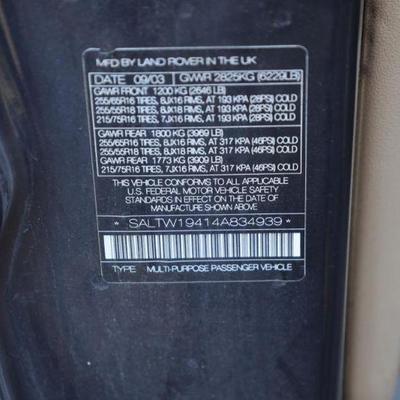 MFD BY LAND ROVER IN THE UK
DATE 09/03 GVWR 2825KG (6229LB)
GAWR FRONT 1200 KG (2646 LB)
255/65R16 TIRES, 8JX16 RIMS, AT 193 KPA (28PSI) COLD
255/55R18 TIRES, 8JX18 RIMS, AT 193 KPA (28PSI) COLD
215/75R16 TIRES, 7JX16 RIMS, AT 193 KPA (28PSI) COLD
GAWR REAR 1800 KG (3969 LB)
255/65R16 TIRES, 8JX16 RIMS, AT 317 KPA (46PSI) COLD
255/55R18 TIRES, 8JX18 RIMS, AT 317 KPA (46PSI) COLD
GAWR REAR 1773 KG (3909 LB)
215/75R16 TIRES, 7JX16 RIMS, AT 317 KPA (46PSI) COLD
THIS VEHICLE CONFORMS TO ALL APPLICABLE
U.S. FEDERAL MOTOR VEHICLE SAFETY
STANDARDS IN EFFECT ON THE DATE OF
MANUFACTURE SHOWN ABOVE
* SALTW19414A834939 *
TYPE MULTI-PURPOSE PASSENGER VEHICLE